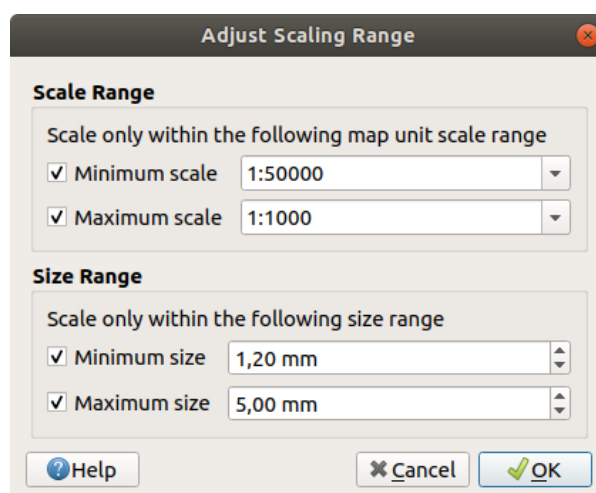 Adjust Scaling Range
Scale Range
Scale only within the following map unit scale range
Minimum scale 1:50000
Maximum scale 1:1000
Size Range
Scale only within the following size range
Minimum size 1,20 mm
Maximum size 5,00 mm
Help Cancel OK